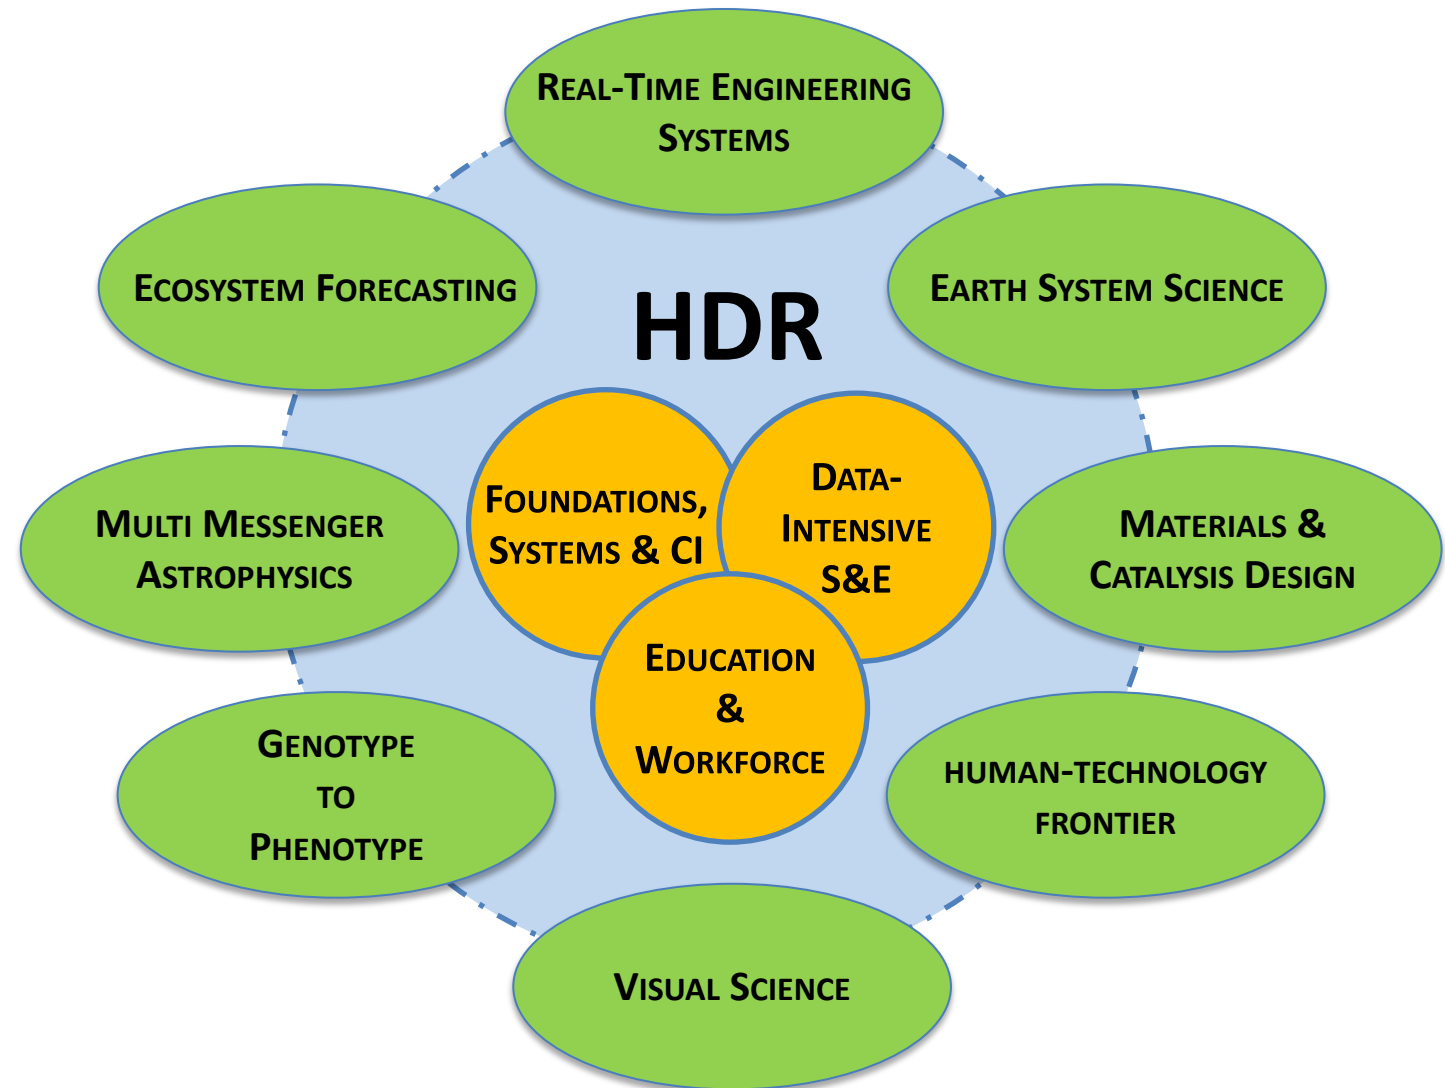 Real-Time Engineering
Systems
Ecosystem Forecasting
Earth System Science
HDR
Foundations,
Systems & CI
Data-
Intensive
S&E
Multi Messenger
Astrophysics
Materials &
Catalysis Design
Education
&
Workforce
Genotype
to
Phenotype
human-technology
frontier
Visual Science